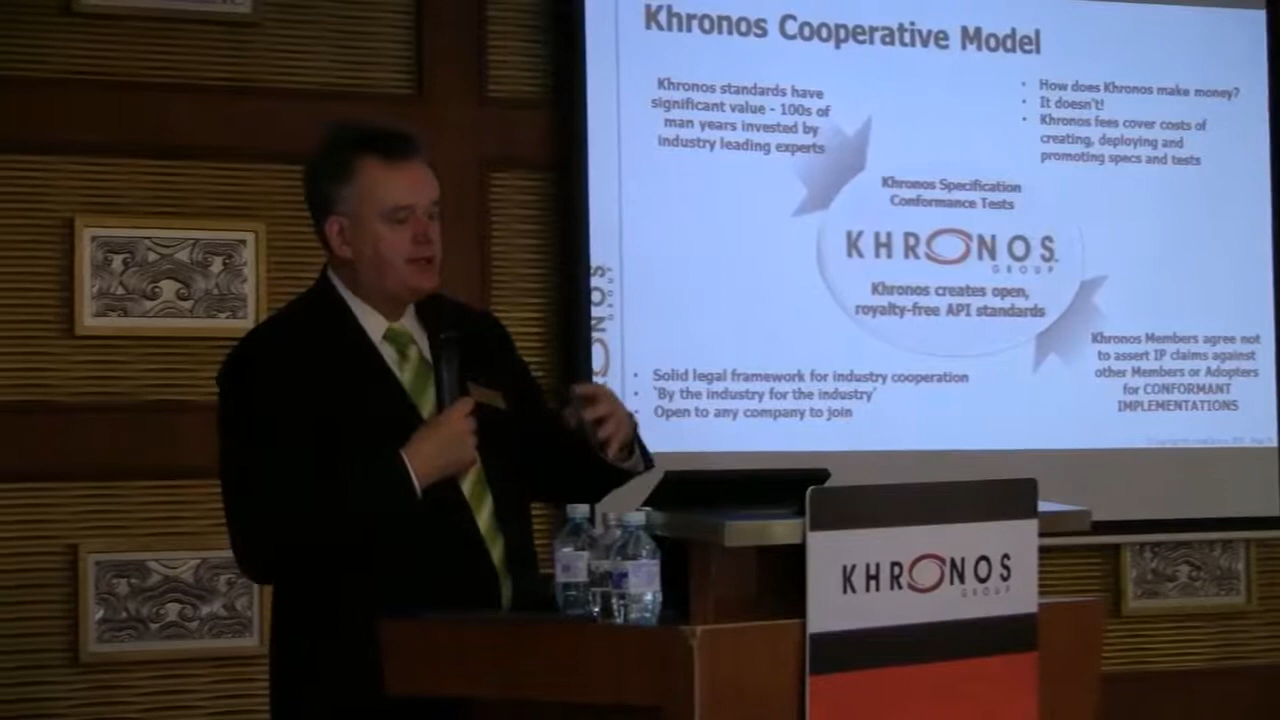 Khronos Cooperative Model
Khronos standards have
significant value - 100s of
man years invested by
industry leading experts
• How does Khronos make money?
• It doesn't!
• Khronos fees cover costs of
creating, deploying and
promoting specs and tests
Khronos Specification
Conformance Tests
KHRONOS
GROUP
Khronos creates open,
royalty-free API standards
Khronos Members agree not
to assert IP claims against
other Members or Adopters
for CONFORMANT
IMPLEMENTATIONS
• Solid legal framework for industry cooperation
• 'By the industry for the industry'
• Open to any company to join
KHRONOS
GROUP